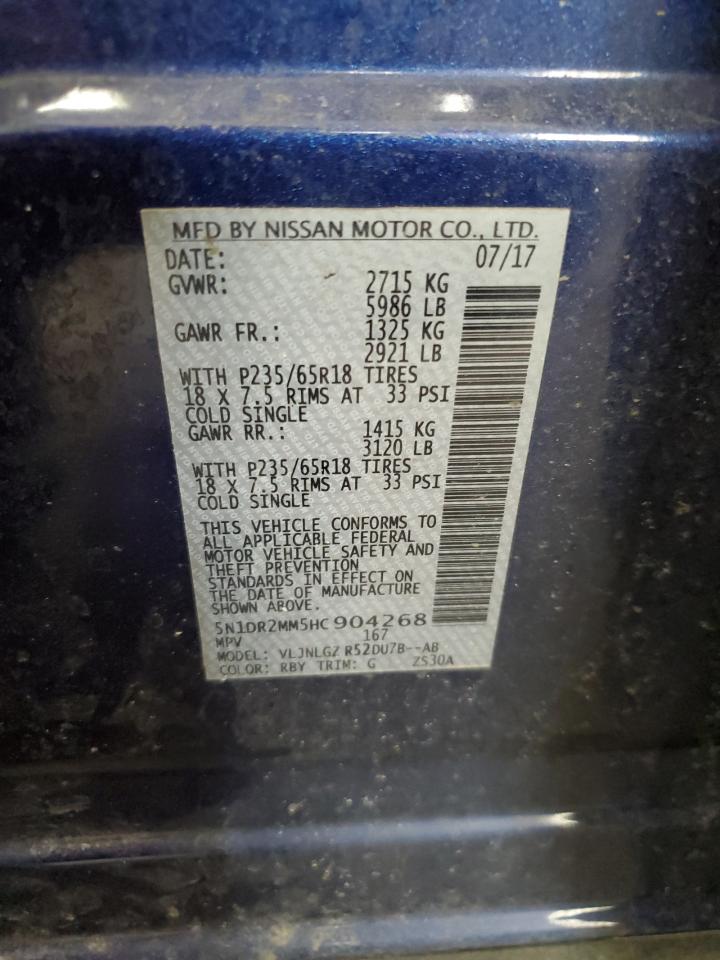 MFD BY NISSAN MOTOR CO., LTD.
DATE: 07/17
GVWR: 2715 KG
5986 LB
GAWR FR.: 1325 KG
2921 LB
WITH P235/65R18 TIRES
18 X 7.5 RIMS AT 33 PSI
COLD SINGLE
GAWR RR.: 1415 KG
3120 LB
WITH P235/65R18 TIRES
18 X 7.5 RIMS AT 33 PSI
COLD SINGLE
THIS VEHICLE CONFORMS TO
ALL APPLICABLE FEDERAL
MOTOR VEHICLE SAFETY AND
THEFT PREVENTION
STANDARDS IN EFFECT ON
THE DATE OF MANUFACTURE
SHOWN ABOVE.
5N1DR2MM5HC904268
MPV 167
MODEL: VLJNLGZ R52DU7B--AB
COLOR: RBY TRIM: G ZS30A